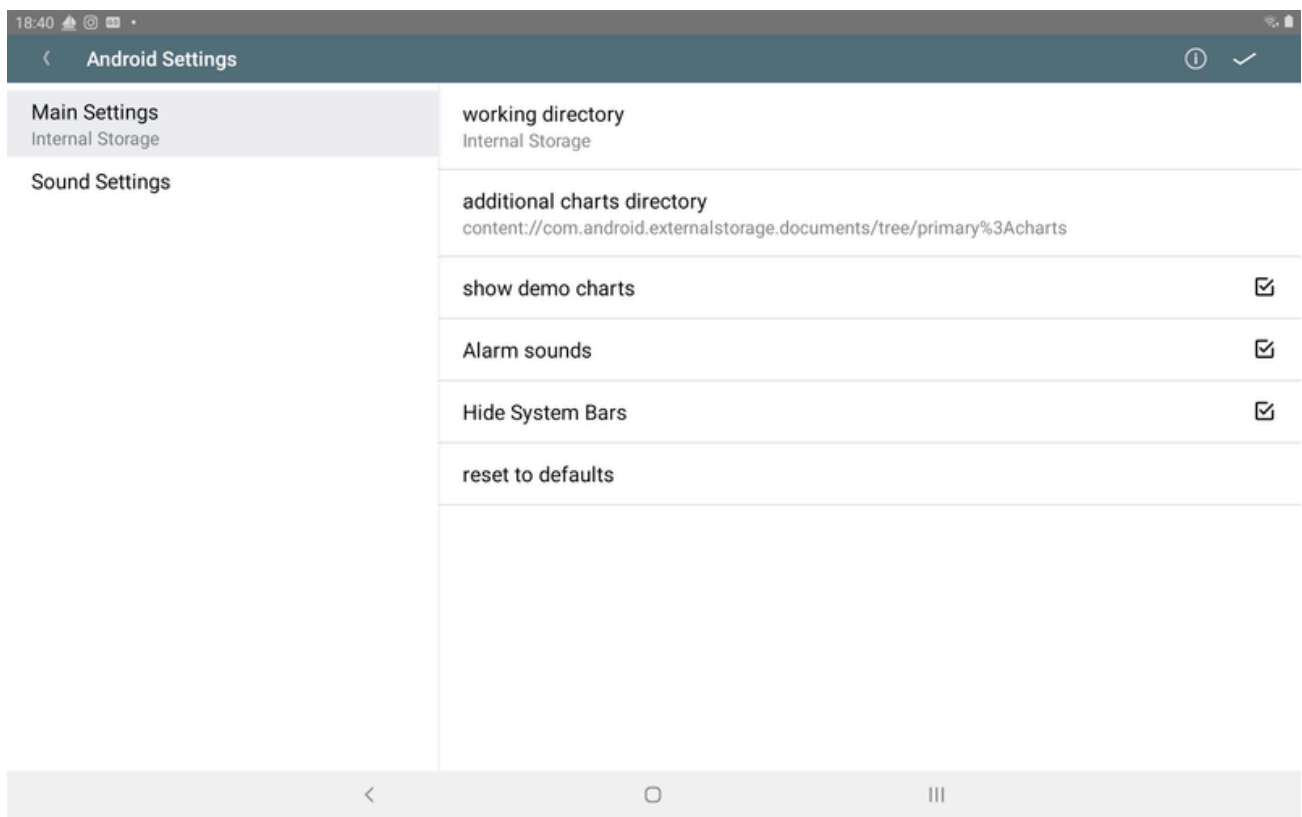 18:40
Android Settings
Main Settings
Internal Storage
Sound Settings
working directory
Internal Storage
additional charts directory
content://com.android.externalstorage.documents/tree/primary%3Acharts
show demo charts
Alarm sounds
Hide System Bars
reset to defaults